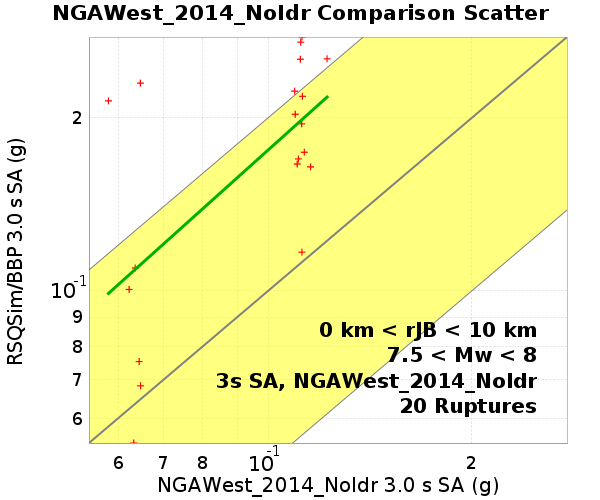 NGAWest_2014_NoIdr Comparison Scatter
RSQSim/BBP 3.0 s SA (g)
2
10-1
9
8
7
6
0 km < rJB < 10 km
7.5 < Mw < 8
3s SA, NGAWest_2014_NoIdr
20 Ruptures
6 7 8 10-1 2
NGAWest_2014_NoIdr 3.0 s SA (g)